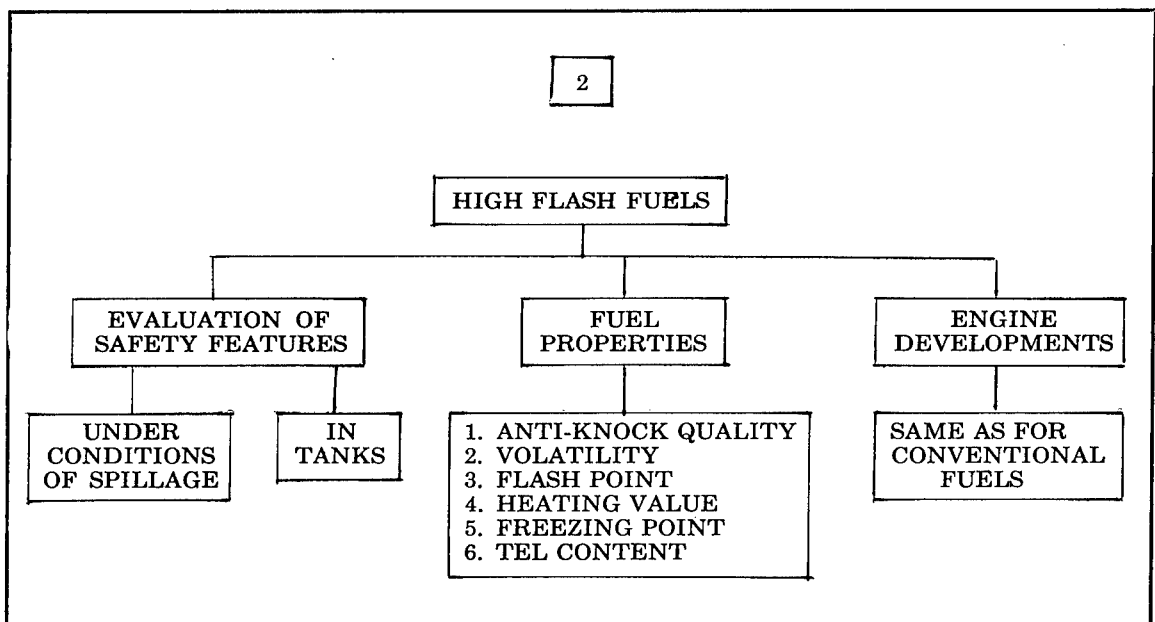 2
HIGH FLASH FUELS
EVALUATION OF
SAFETY FEATURES
FUEL
PROPERTIES
ENGINE
DEVELOPMENTS
UNDER
CONDITIONS
OF SPILLAGE
IN
TANKS
1. ANTI-KNOCK QUALITY
2. VOLATILITY
3. FLASH POINT
4. HEATING VALUE
5. FREEZING POINT
6. TEL CONTENT
SAME AS FOR
CONVENTIONAL
FUELS